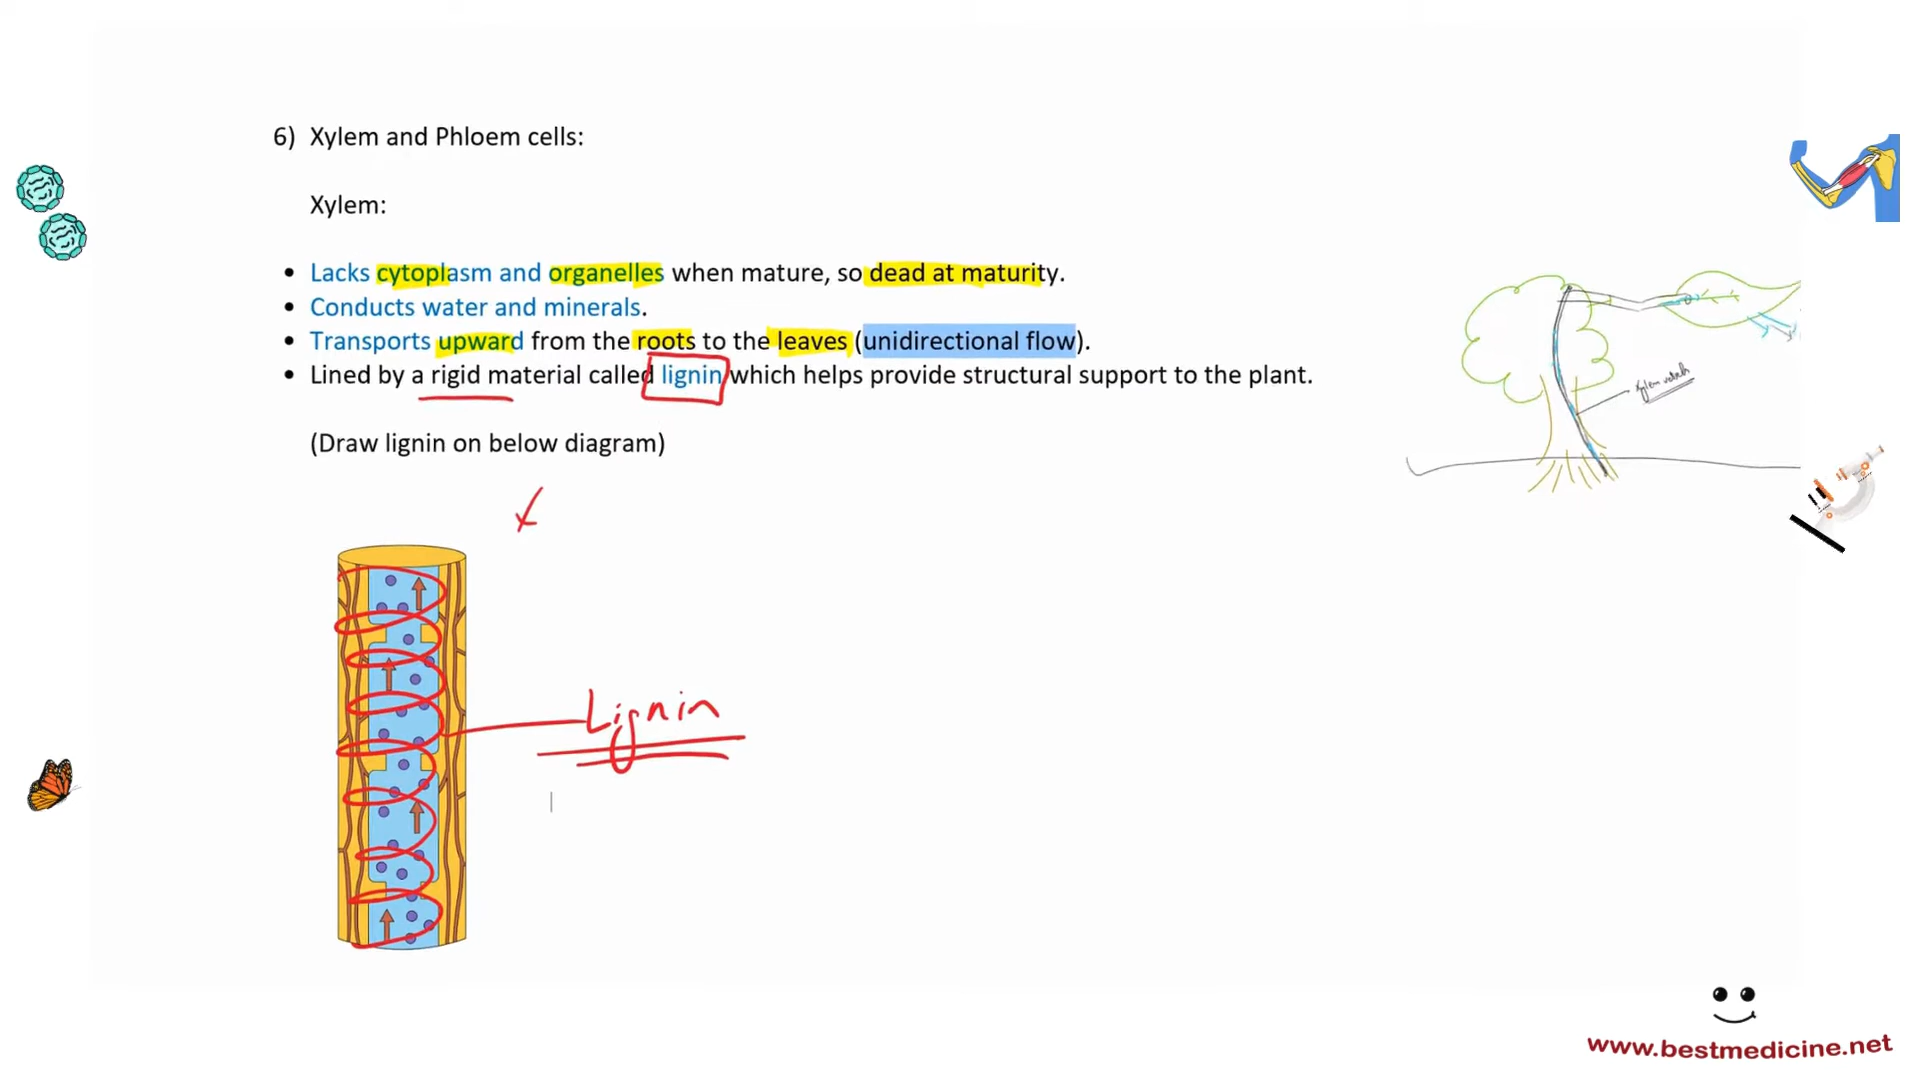 6) Xylem and Phloem cells:
Xylem:
• Lacks cytoplasm and organelles when mature, so dead at maturity.
• Conducts water and minerals.
• Transports upward from the roots to the leaves (unidirectional flow).
• Lined by a rigid material called lignin which helps provide structural support to the plant.
(Draw lignin on below diagram)
Xylem
Lignin
www.bestmedicine.net